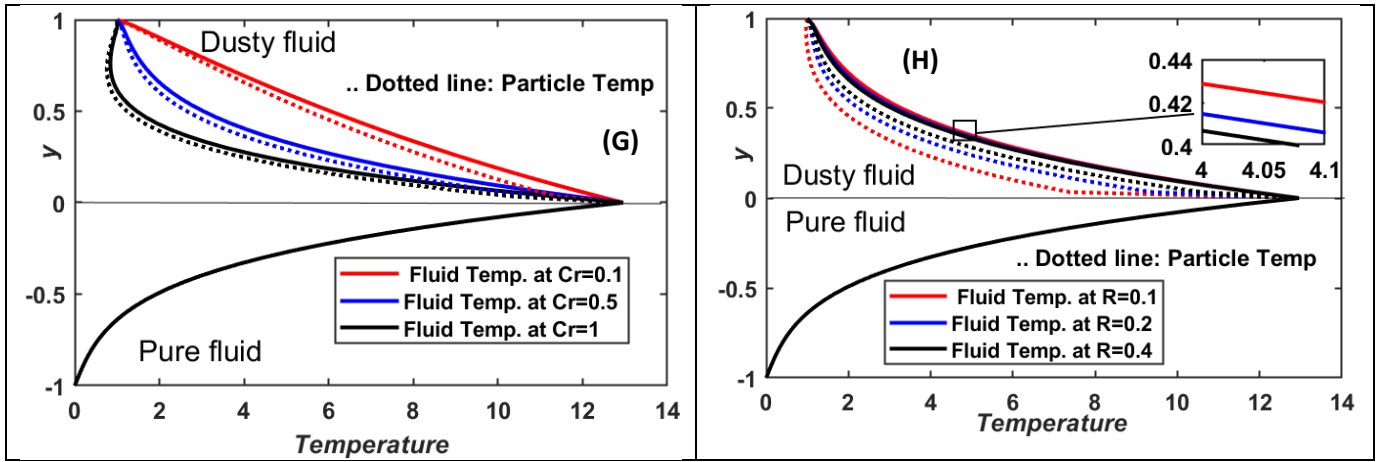 1
0.5
0
-0.5
-1
y
Dusty fluid
.. Dotted line: Particle Temp
(G)
Fluid Temp. at Cr=0.1
Fluid Temp. at Cr=0.5
Fluid Temp. at Cr=1
Pure fluid
0 2 4 6 8 10 12 14
Temperature
1
0.5
0
-0.5
-1
y
(H)
0.44
0.42
0.4
4 4.05 4.1
Dusty fluid
Pure fluid
.. Dotted line: Particle Temp
Fluid Temp. at R=0.1
Fluid Temp. at R=0.2
Fluid Temp. at R=0.4
0 2 4 6 8 10 12 14
Temperature